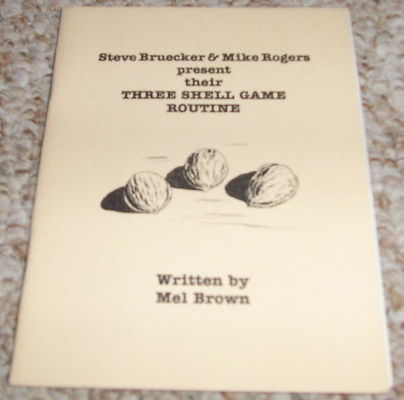 Steve Bruecker & Mike Rogers
present
their
THREE SHELL GAME
ROUTINE
Written by
Mel Brown